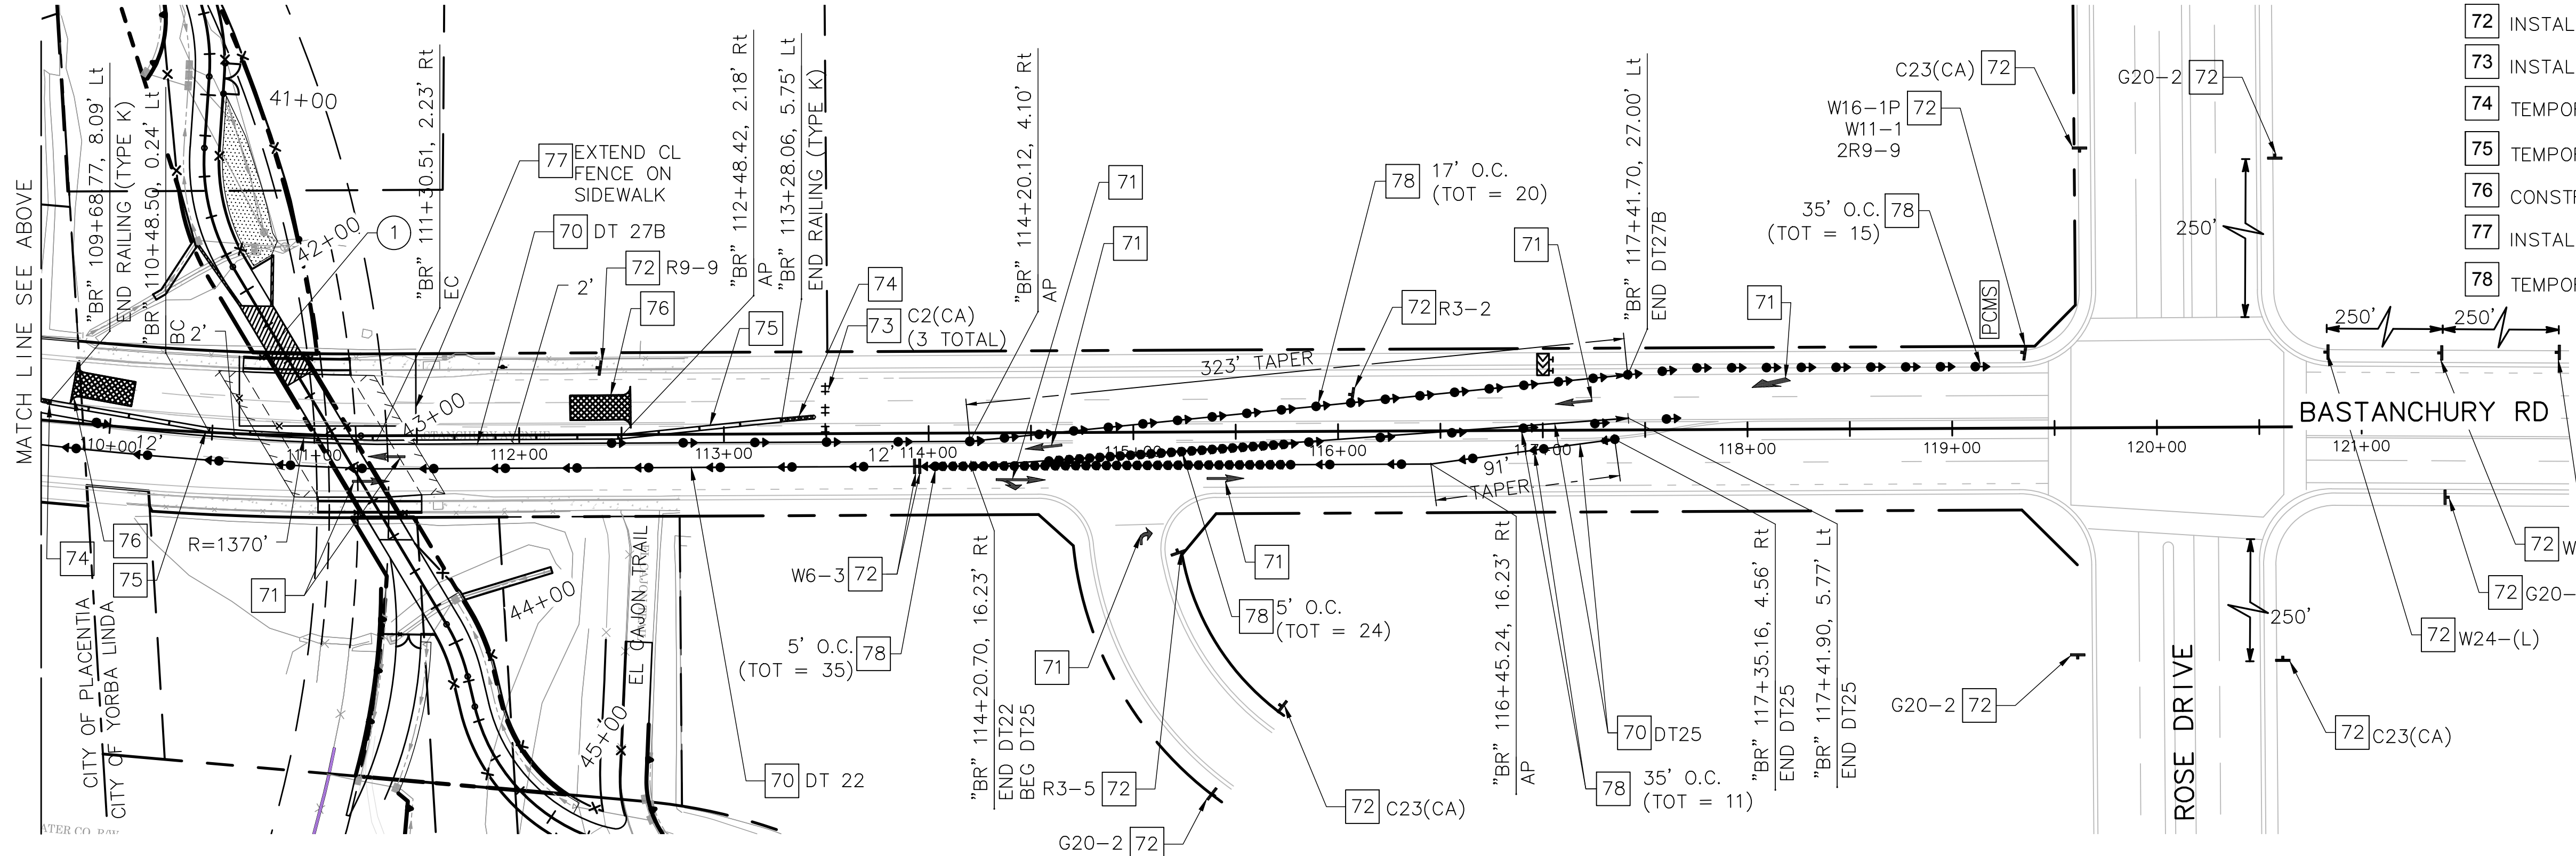 MATCH LINE SEE ABOVE
"BR" 109+68.77, 8.09' Lt
END RAILING (TYPE K)
"BR" 110+48.50, 0.24' Lt
BC
2'
41+00
42+00
43+00
44+00
45+00
1
"BR" 111+30.51, 2.23' Rt
EC
77 EXTEND CL
FENCE ON
SIDEWALK
70 DT 27B
2'
72 R9-9
76
"BR" 112+48.42, 2.18' Rt
AP
"BR" 113+28.06, 5.75' Lt
END RAILING (TYPE K)
75
74
73 C2(CA)
(3 TOTAL)
"BR" 114+20.12, 4.10' Rt
AP
71
71
323' TAPER
78 17' O.C.
(TOT = 20)
72 R3-2
71
"BR" 117+41.70, 27.00' Lt
END DT27B
71
35' O.C. 78
(TOT = 15)
PCMS
C23(CA) 72
W16-1P 72
W11-1
2R9-9
G20-2 72
250'
250'
250'
72 INSTAL
73 INSTAL
74 TEMPOR
75 TEMPOR
76 CONSTR
77 INSTAL
78 TEMPOR
BASTANCHURY RD
110+00
12'
111+00
112+00
113+00
12'
114+00
115+00
116+00
117+00
118+00
119+00
120+00
121+00
91'
TAPER
74
76
75
R=1370'
71
CITY OF PLACENTIA
CITY OF YORBA LINDA
ATER CO. R/W
EL CAJON TRAIL
70 DT 22
W6-3 72
5' O.C. 78
(TOT = 35)
"BR" 114+20.70, 16.23' Rt
END DT22
BEG DT25
71
R3-5 72
G20-2 72
71
78 5' O.C.
(TOT = 24)
72 C23(CA)
"BR" 116+45.24, 16.23' Rt
AP
70 DT25
78 35' O.C.
(TOT = 11)
"BR" 117+35.16, 4.56' Rt
END DT25
"BR" 117+41.90, 5.77' Lt
END DT25
G20-2 72
ROSE DRIVE
250'
72 C23(CA)
72 W24-(L)
72 G20-
72 W